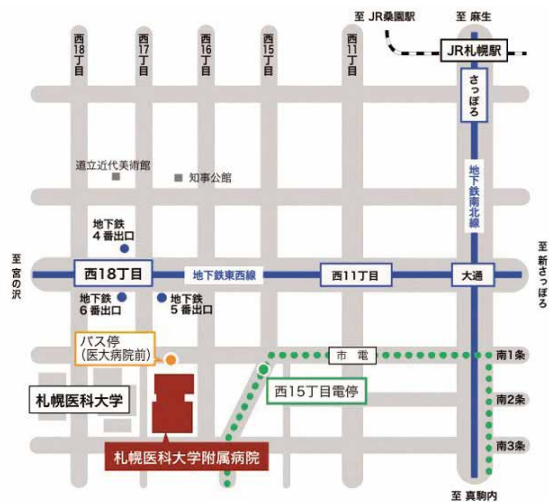 至 JR桑園駅
至 麻生
西18丁目
西17丁目
西16丁目
西15丁目
西11丁目
JR札幌駅
さっぽろ
道立近代美術館
知事公館
地下鉄南北線
地下鉄
4番出口
至 宮の沢
西18丁目
地下鉄東西線
西11丁目
大通
至 新さっぽろ
地下鉄
6番出口
地下鉄
5番出口
バス停
(医大病院前)
市電
南1条
札幌医科大学
西15丁目電停
南2条
札幌医科大学附属病院
南3条
至 真駒内